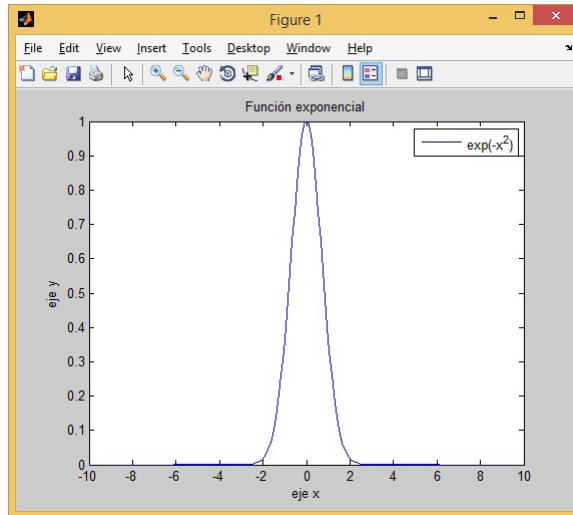 Figure 1
File Edit View Insert Tools Desktop Window Help
Función exponencial
exp(-x²)
1
0.9
0.8
0.7
0.6
0.5
0.4
0.3
0.2
0.1
0
eje y
-10 -8 -6 -4 -2 0 2 4 6 8 10
eje x